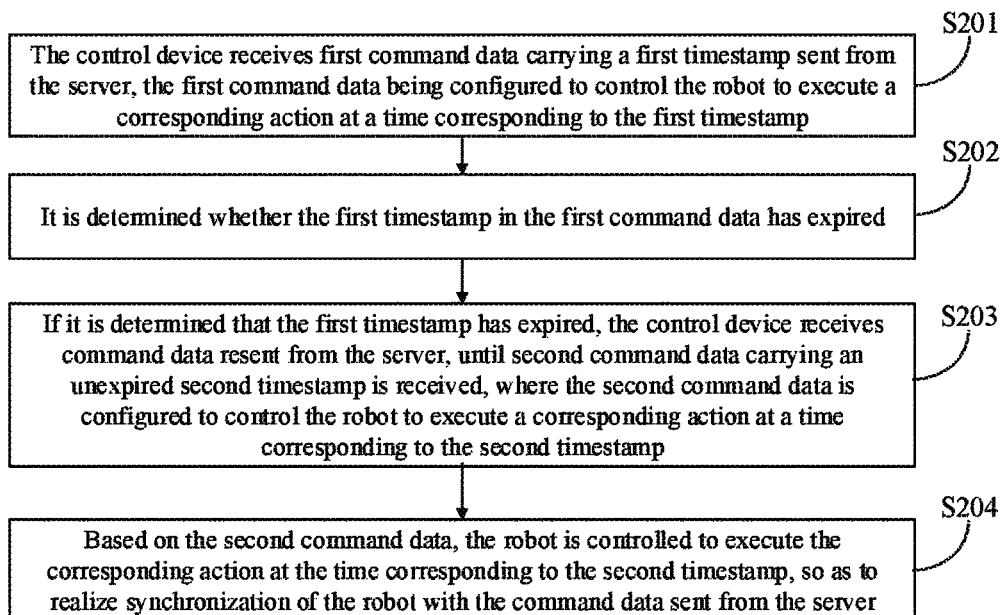 S201
The control device receives first command data carrying a first timestamp sent from
the server, the first command data being configured to control the robot to execute a
corresponding action at a time corresponding to the first timestamp
S202
It is determined whether the first timestamp in the first command data has expired
S203
If it is determined that the first timestamp has expired, the control device receives
command data resent from the server, until second command data carrying an
unexpired second timestamp is received, where the second command data is
configured to control the robot to execute a corresponding action at a time
corresponding to the second timestamp
S204
Based on the second command data, the robot is controlled to execute the
corresponding action at the time corresponding to the second timestamp, so as to
realize synchronization of the robot with the command data sent from the server